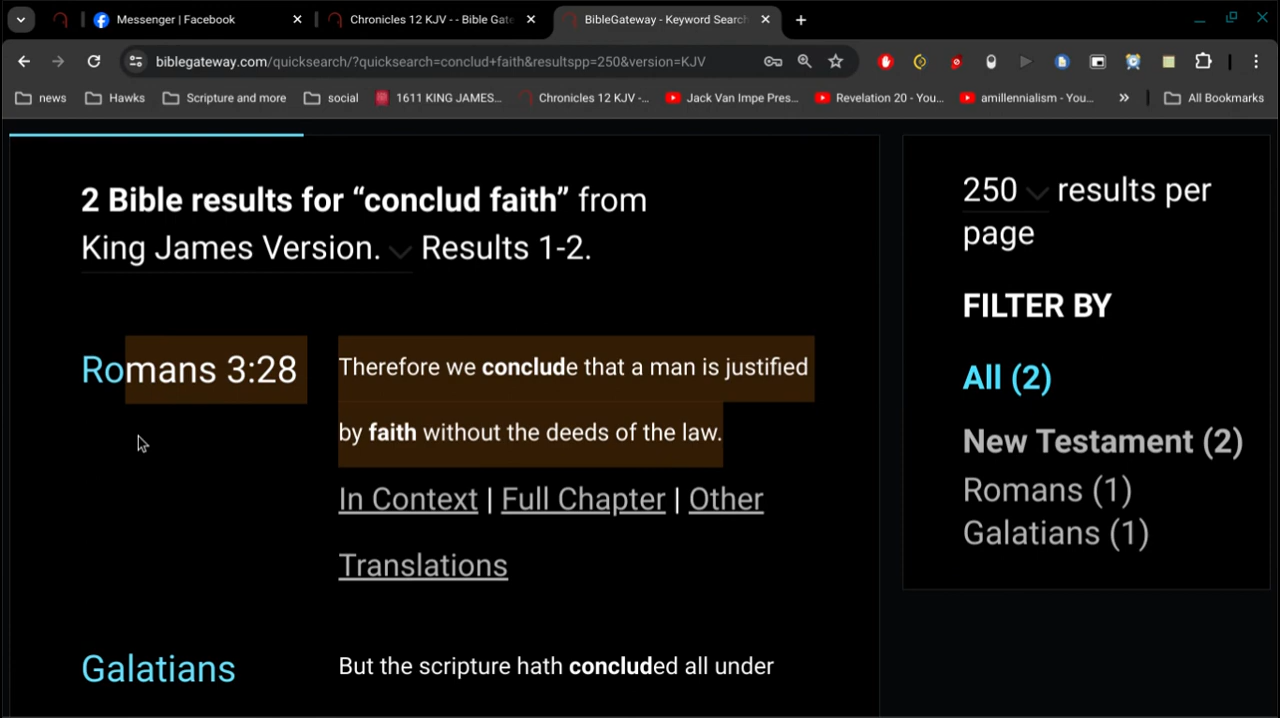 Messenger | Facebook
Chronicles 12 KJV - - Bible Gate
BibleGateway - Keyword Search
biblegateway.com/quicksearch/?quicksearch=conclud+faith&resultspp=250&version=KJV
news
Hawks
Scripture and more
social
1611 KING JAMES...
Chronicles 12 KJV -...
Jack Van Impe Pres...
Revelation 20 - You...
amillennialism - You...
»
All Bookmarks
2 Bible results for “conclud faith” from
King James Version. Results 1-2.
Romans 3:28
Therefore we conclude that a man is justified
by faith without the deeds of the law.
In Context | Full Chapter | Other
Translations
Galatians
But the scripture hath concluded all under
250 results per
page
FILTER BY
All (2)
New Testament (2)
Romans (1)
Galatians (1)